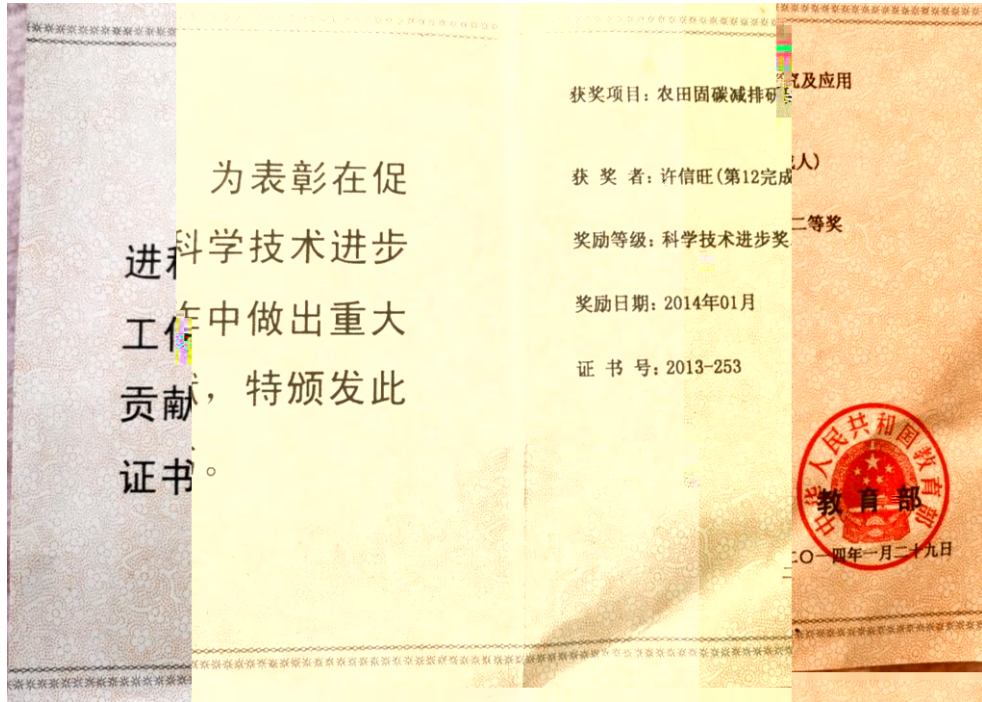 为表彰在促
进科学技术进步
工作中做出重大
贡献，特颁发此
证书。
获奖项目：农田固碳减排研究及应用
获 奖 者：许信旺(第12完成人)
奖励等级：科学技术进步奖二等奖
奖励日期：2014年01月
证 书 号：2013-253
中华人民共和国教育部
教育部
二〇一四年一月二十九日